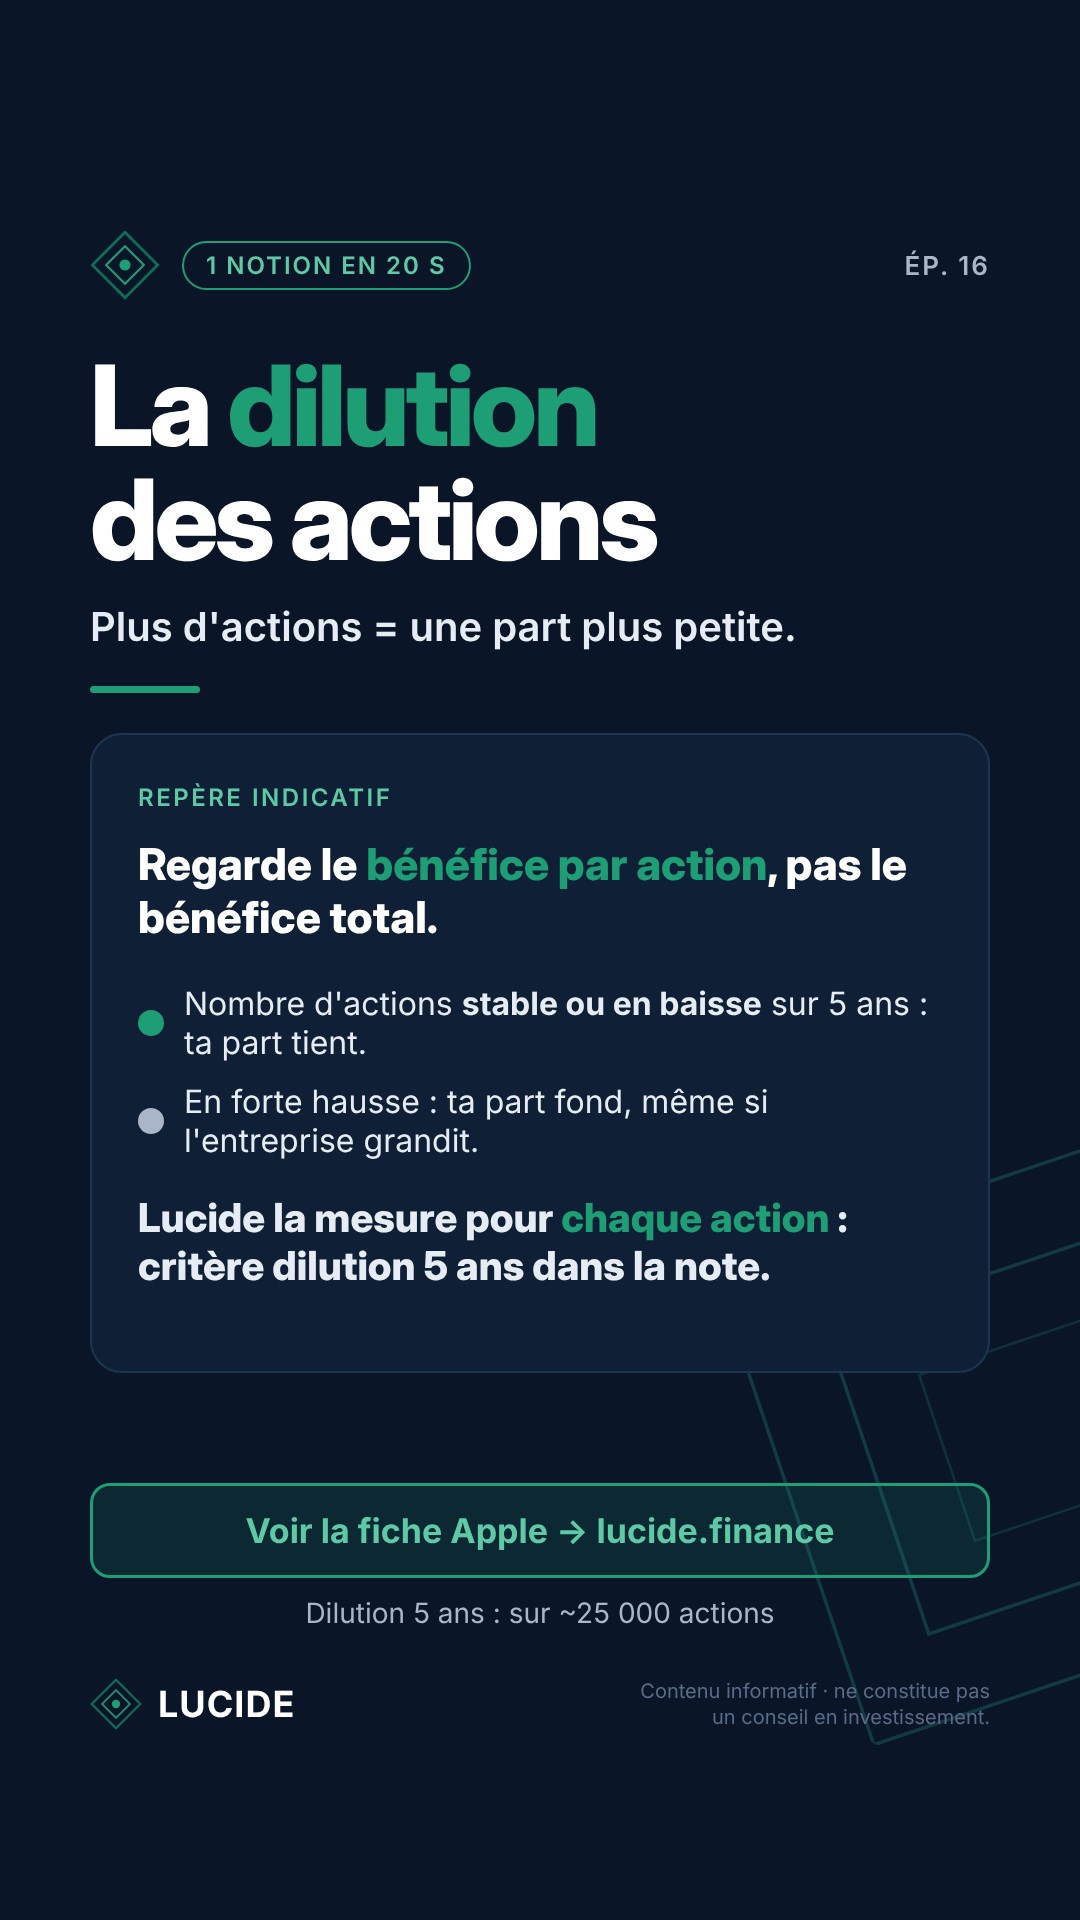 1 NOTION EN 20 S
ÉP. 16
La dilution
des actions
Plus d'actions = une part plus petite.
REPÈRE INDICATIF
Regarde le bénéfice par action, pas le
bénéfice total.
Nombre d'actions stable ou en baisse sur 5 ans :
ta part tient.
En forte hausse : ta part fond, même si
l'entreprise grandit.
Lucide la mesure pour chaque action :
critère dilution 5 ans dans la note.
Voir la fiche Apple → lucide.finance
Dilution 5 ans : sur ~25 000 actions
LUCIDE
Contenu informatif · ne constitue pas
un conseil en investissement.